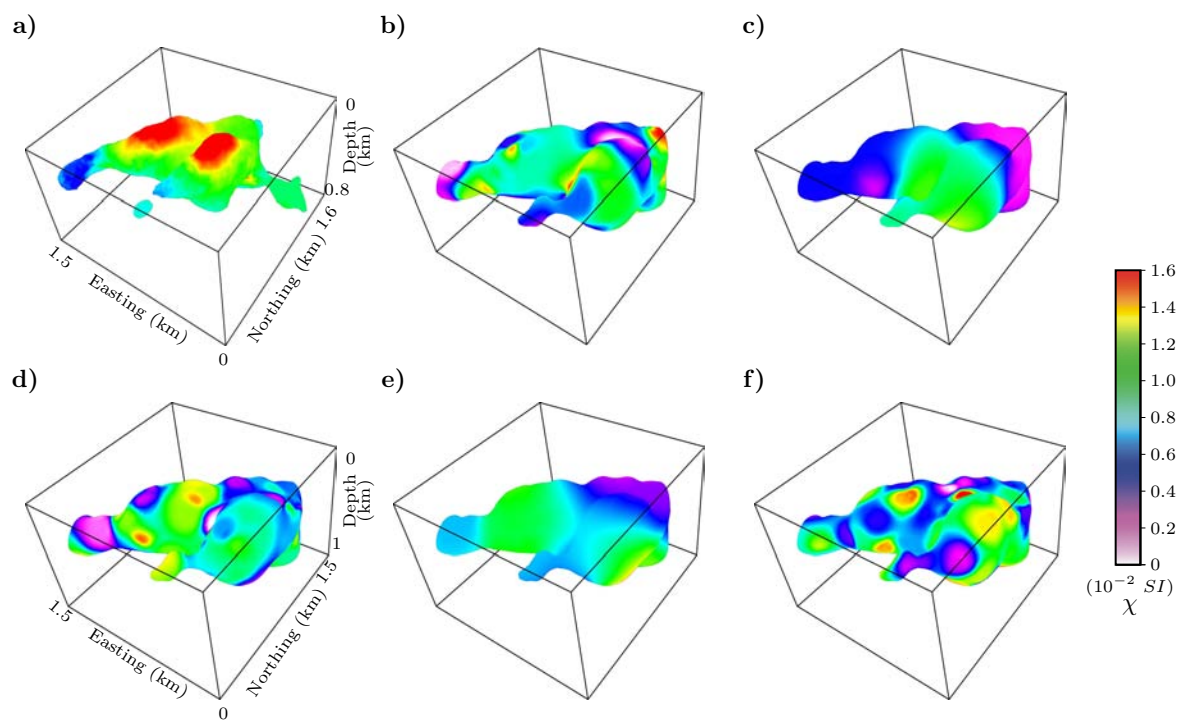 a)
b)
c)
0
Depth
(km)
0.8
1.6
Northing (km)
1.5
Easting (km)
0
1.6
1.4
1.2
1.0
0.8
0.6
0.4
0.2
0
(10⁻² SI)
χ
d)
e)
f)
0
Depth
(km)
1
1.5
Northing (km)
1.5
Easting (km)
0